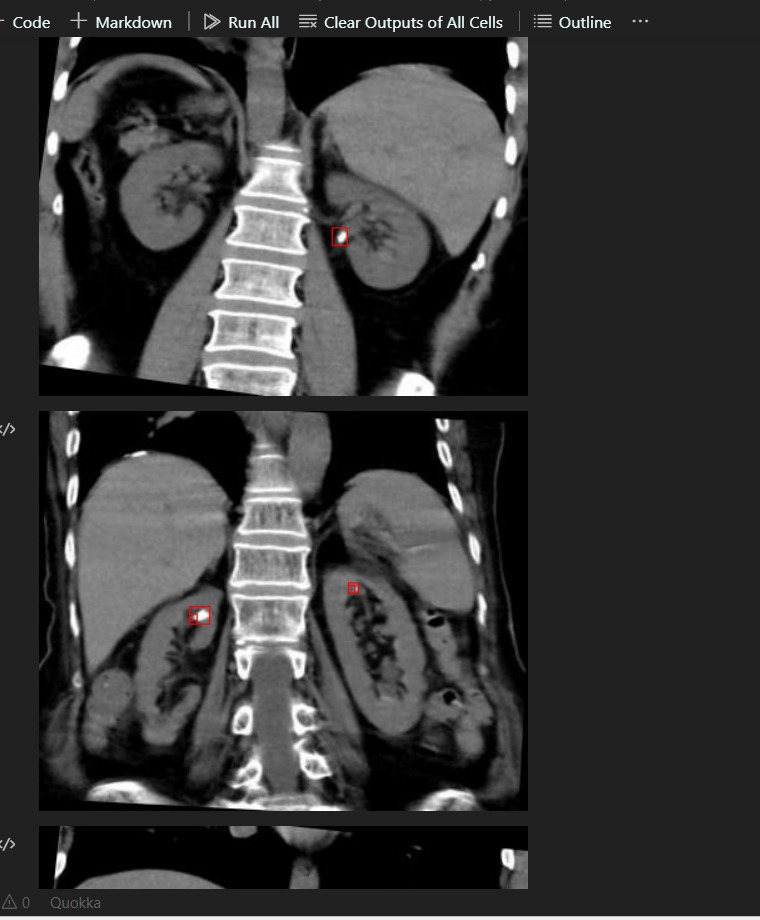 Code Markdown Run All Clear Outputs of All Cells Outline ...
</>
</>
0 Quokka